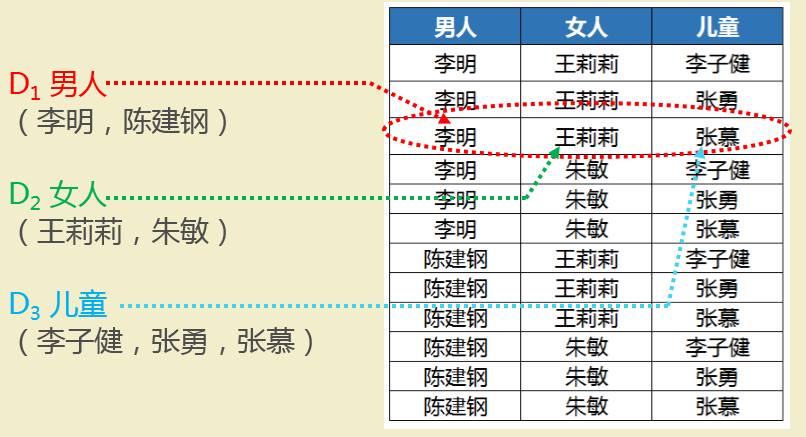 D1 男人
（李明，陈建钢）
D2 女人
（王莉莉，朱敏）
D3 儿童
（李子健，张勇，张慕）
男人 女人 儿童
李明 王莉莉 李子健
李明 王莉莉 张勇
李明 王莉莉 张慕
李明 朱敏 李子健
李明 朱敏 张勇
李明 朱敏 张慕
陈建钢 王莉莉 李子健
陈建钢 王莉莉 张勇
陈建钢 王莉莉 张慕
陈建钢 朱敏 李子健
陈建钢 朱敏 张勇
陈建钢 朱敏 张慕